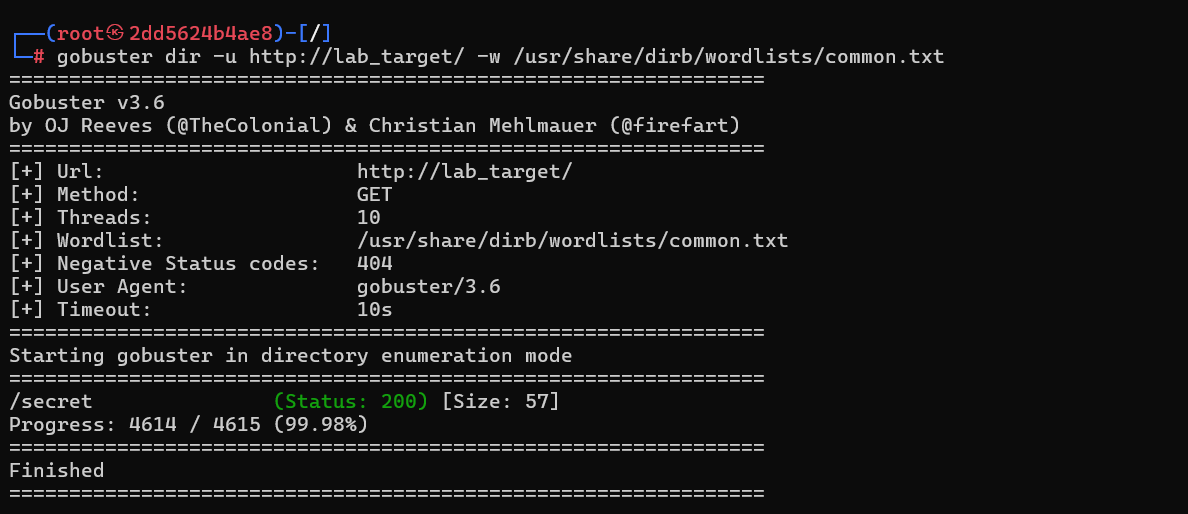 ┌──(root㉿2dd5624b4ae8)-[/]
└─# gobuster dir -u http://lab_target/ -w /usr/share/dirb/wordlists/common.txt
===============================================================
Gobuster v3.6
by OJ Reeves (@TheColonial) & Christian Mehlmauer (@firefart)
===============================================================
[+] Url:                     http://lab_target/
[+] Method:                  GET
[+] Threads:                 10
[+] Wordlist:                /usr/share/dirb/wordlists/common.txt
[+] Negative Status codes:   404
[+] User Agent:              gobuster/3.6
[+] Timeout:                 10s
===============================================================
Starting gobuster in directory enumeration mode
===============================================================
/secret               (Status: 200) [Size: 57]
Progress: 4614 / 4615 (99.98%)
===============================================================
Finished
===============================================================